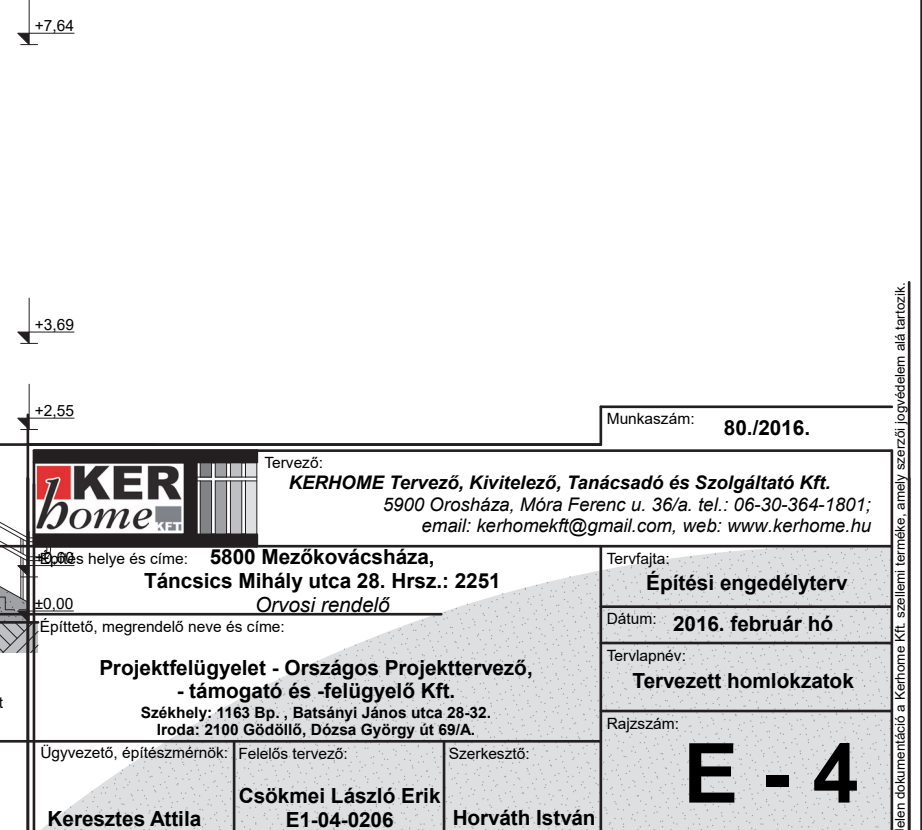 +7,64
+3,69
+2,55
Munkaszám: 80./2016.
KER
home KFT
Tervező:
KERHOME Tervező, Kivitelező, Tanácsadó és Szolgáltató Kft.
5900 Orosháza, Móra Ferenc u. 36/a. tel.: 06-30-364-1801;
email: kerhomekft@gmail.com, web: www.kerhome.hu
+0,60
Építés helye és címe: 5800 Mezőkovácsháza,
Táncsics Mihály utca 28. Hrsz.: 2251
Orvosi rendelő
±0,00
Tervfajta:
Építési engedélyterv
Dátum: 2016. február hó
Építtető, megrendelő neve és címe:
Projektfelügyelet - Országos Projekttervező,
- támogató és -felügyelő Kft.
Székhely: 1163 Bp. , Batsányi János utca 28-32.
Iroda: 2100 Gödöllő, Dózsa György út 69/A.
Tervlapnév:
Tervezett homlokzatok
Rajzszám:
E - 4
Ügyvezető, építészmérnök:
Keresztes Attila
Felelős tervező:
Csökmei László Erik
E1-04-0206
Szerkesztő:
Horváth István
elen dokumentáció a Kerhome Kft. szellemi terméke, amely szerzői jogvédelem alá tartozik.
t